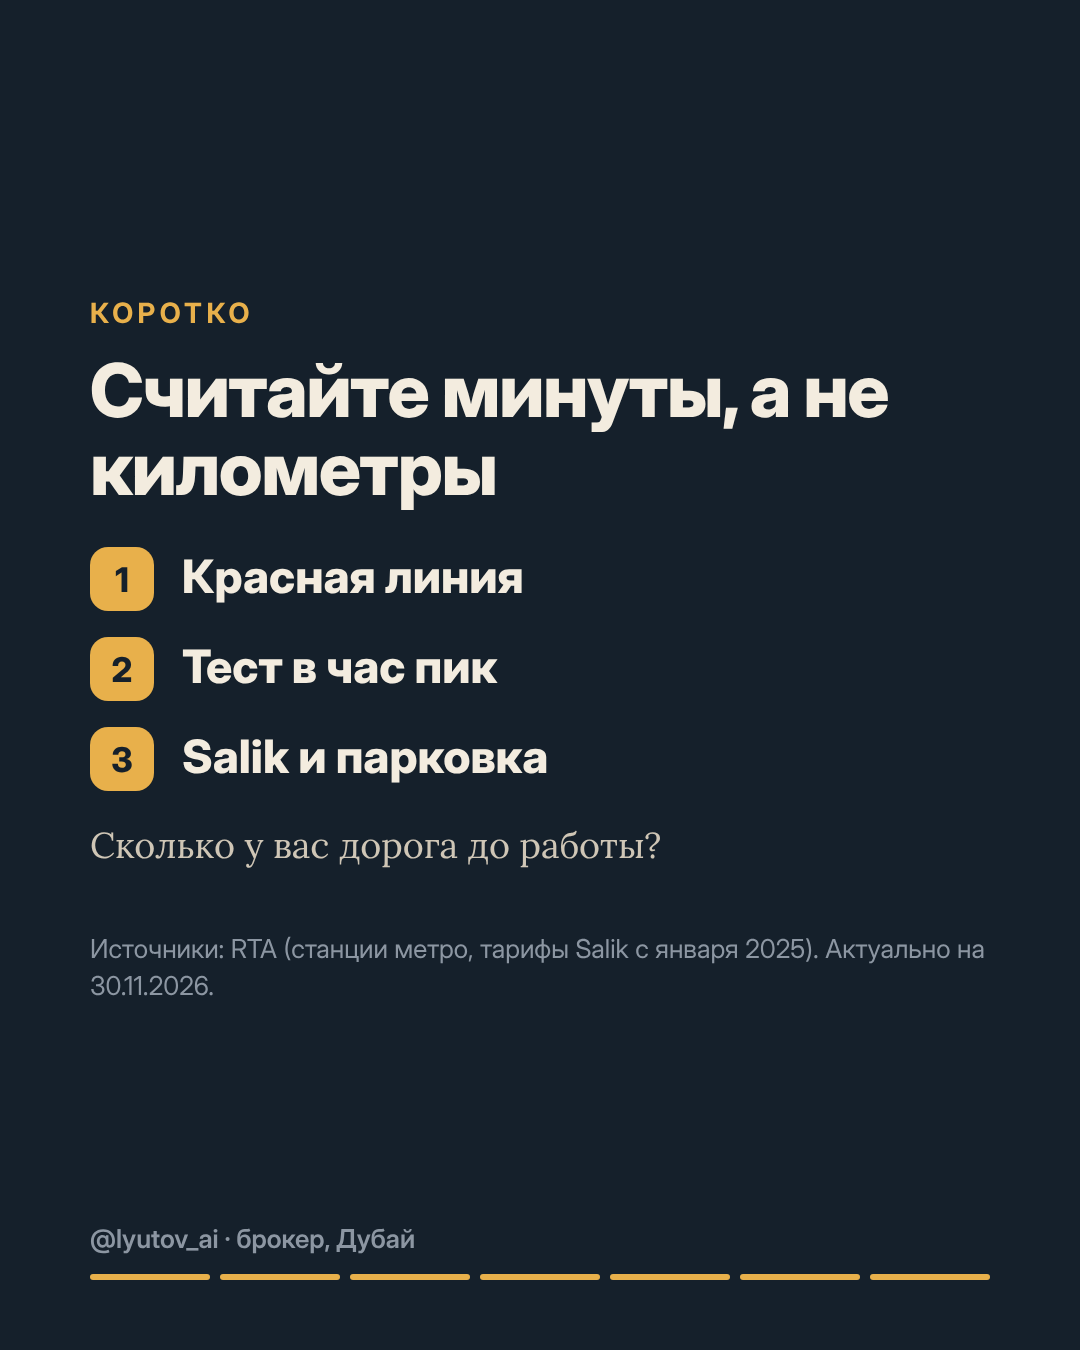 КОРОТКО
Считайте минуты, а не
километры
1 Красная линия
2 Тест в час пик
3 Salik и парковка
Сколько у вас дорога до работы?
Источники: RTA (станции метро, тарифы Salik с января 2025). Актуально на
30.11.2026.
@lyutov_ai · брокер, Дубай